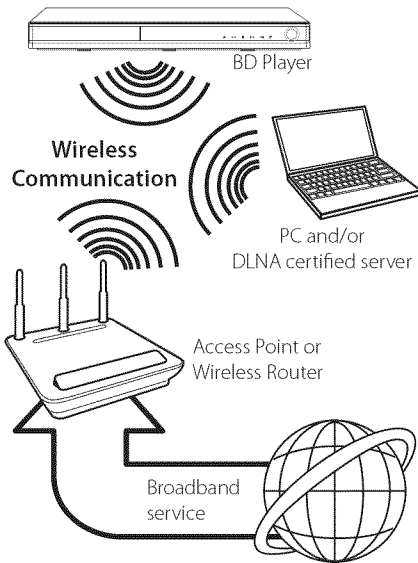 BD Player
Wireless
Communication
PC and/or
DLNA certified server
Access Point or
Wireless Router
Broadband
service